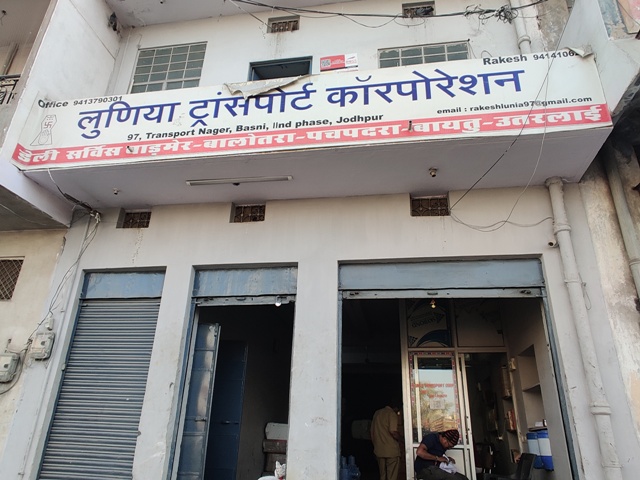 Office 9413790301
Rakesh 941410
लुणिया ट्रांसपोर्ट कॉरपोरेशन
97, Transport Nager, Basni, IInd phase, Jodhpur
email : rakeshlunia97@gmail.com
डेली सर्विस बाड़मेर-बालोतरा-पचपदरा-बायतु-उतरलाई